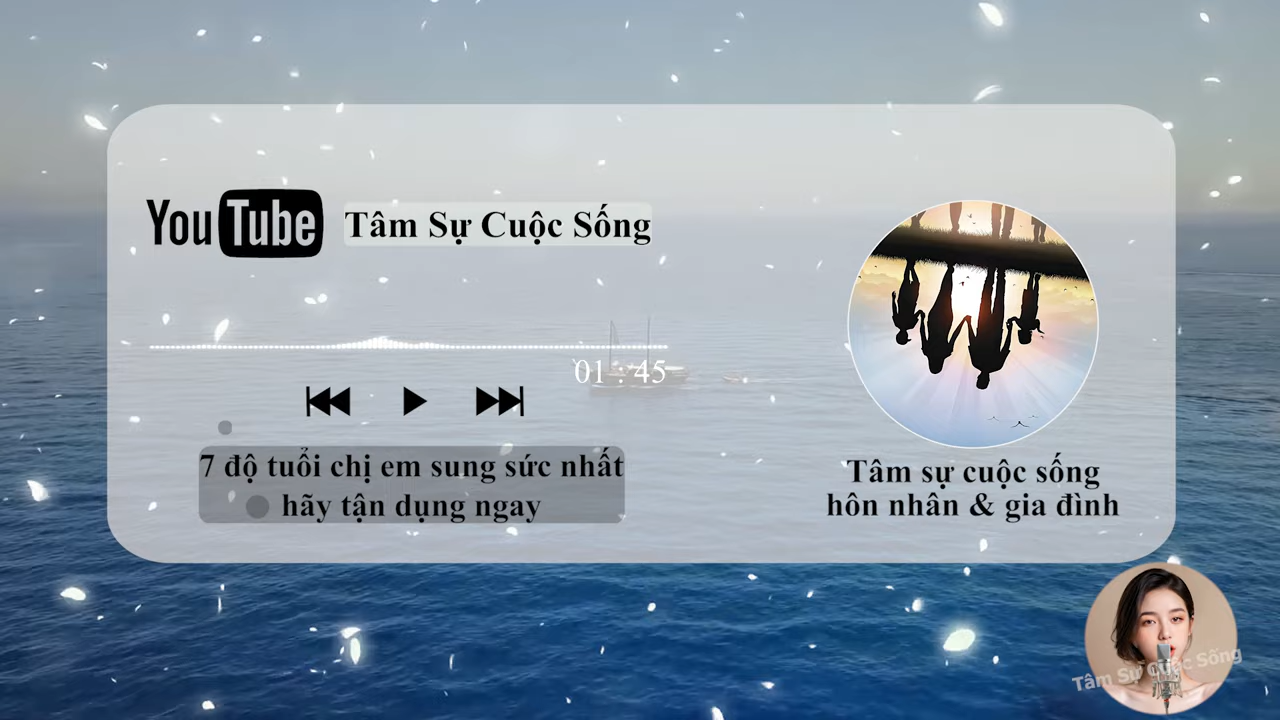 YouTube
Tâm Sự Cuộc Sống
01 : 45
7 độ tuổi chị em sung sức nhất
hãy tận dụng ngay
Tâm sự cuộc sống
hôn nhân & gia đình
Tâm Sự Cuộc Sống